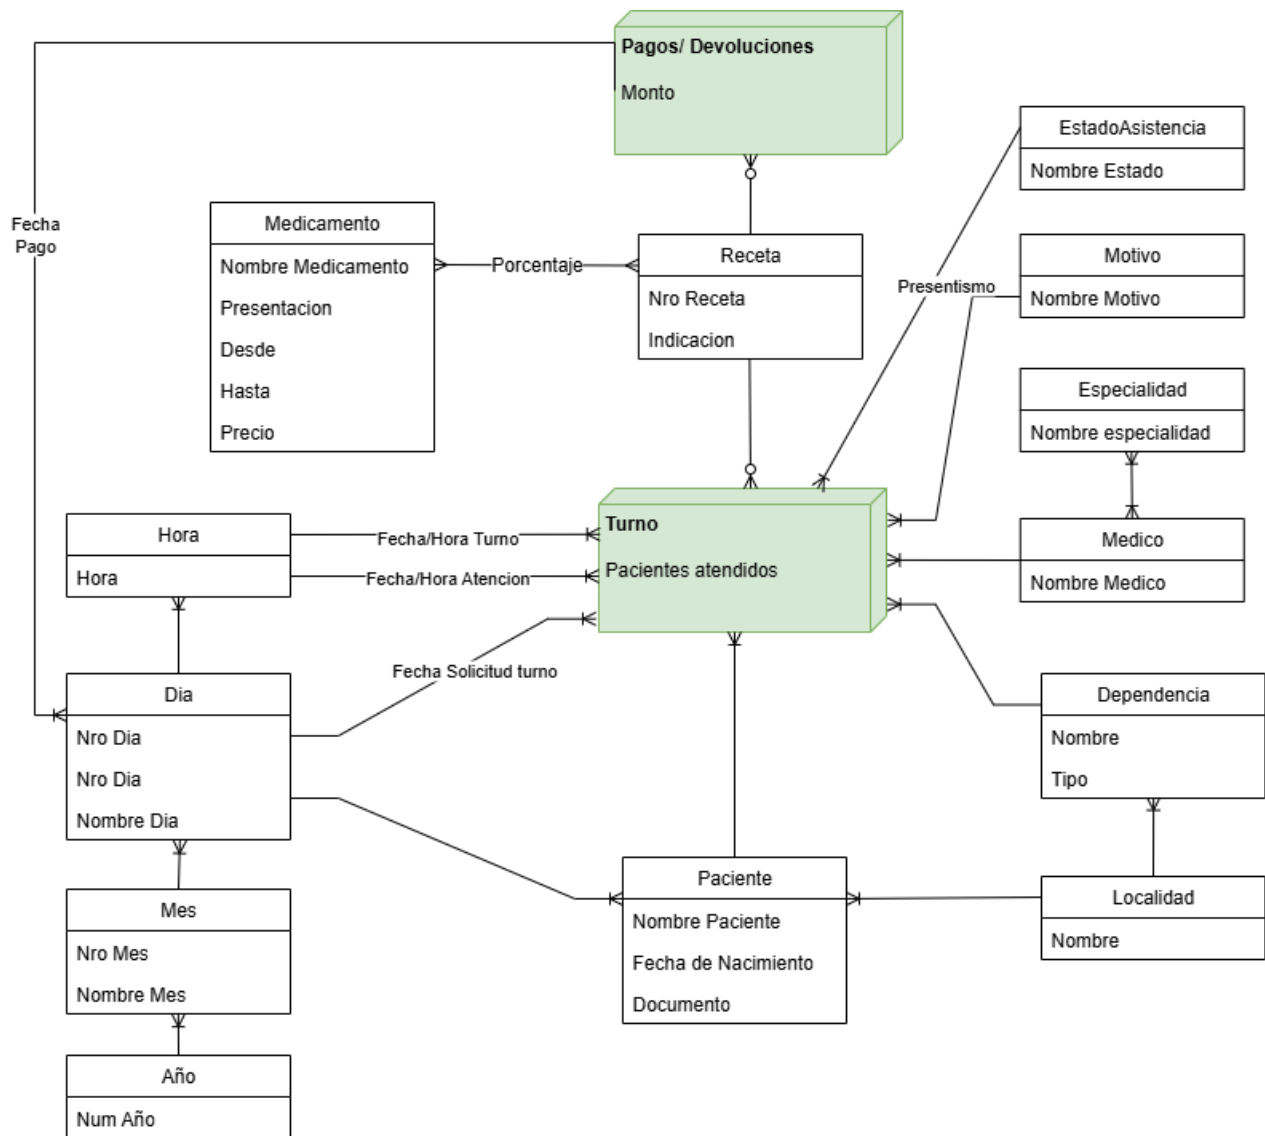 Pagos/ Devoluciones
Monto
EstadoAsistencia
Nombre Estado
Fecha
Pago
Medicamento
Nombre Medicamento
Presentacion
Desde
Hasta
Precio
Porcentaje
Receta
Nro Receta
Indicacion
Presentismo
Motivo
Nombre Motivo
Especialidad
Nombre especialidad
Hora
Hora
Fecha/Hora Turno
Fecha/Hora Atencion
Turno
Pacientes atendidos
Medico
Nombre Medico
Fecha Solicitud turno
Dia
Nro Dia
Nro Dia
Nombre Dia
Dependencia
Nombre
Tipo
Mes
Nro Mes
Nombre Mes
Paciente
Nombre Paciente
Fecha de Nacimiento
Documento
Localidad
Nombre
Año
Num Año